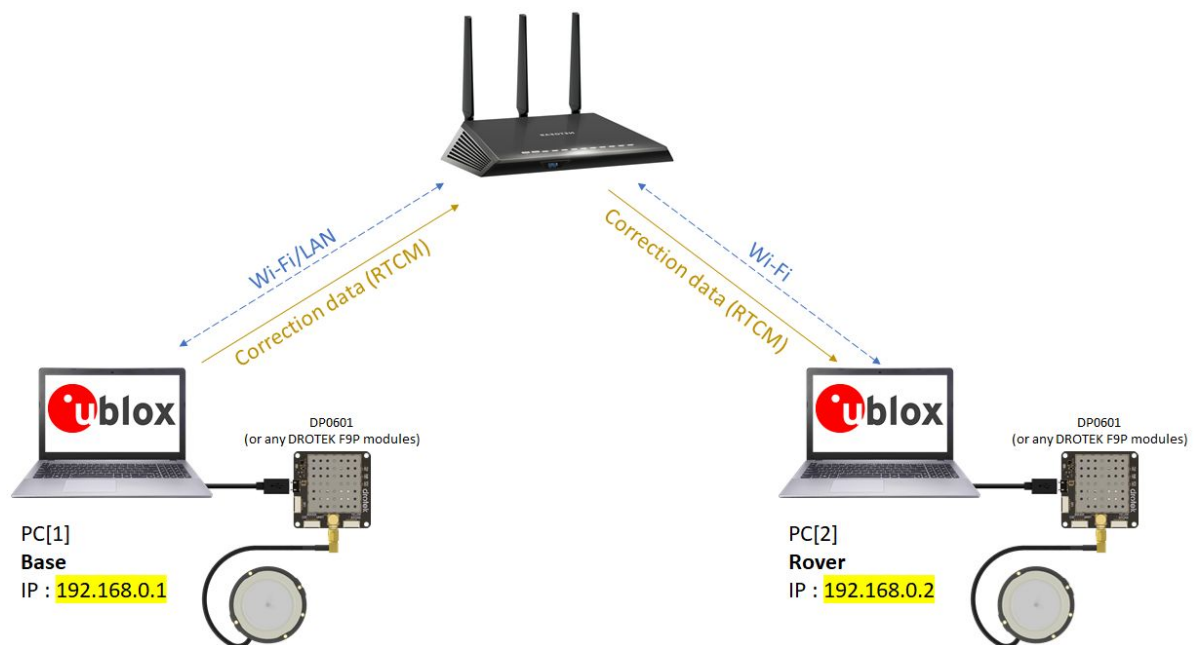 Wi-Fi/LAN
Correction data (RTCM)
Wi-Fi
Correction data (RTCM)
ublox
DP0601
(or any DROTEK F9P modules)
drotek
PC[1]
Base
IP : 192.168.0.1
ublox
DP0601
(or any DROTEK F9P modules)
drotek
PC[2]
Rover
IP : 192.168.0.2